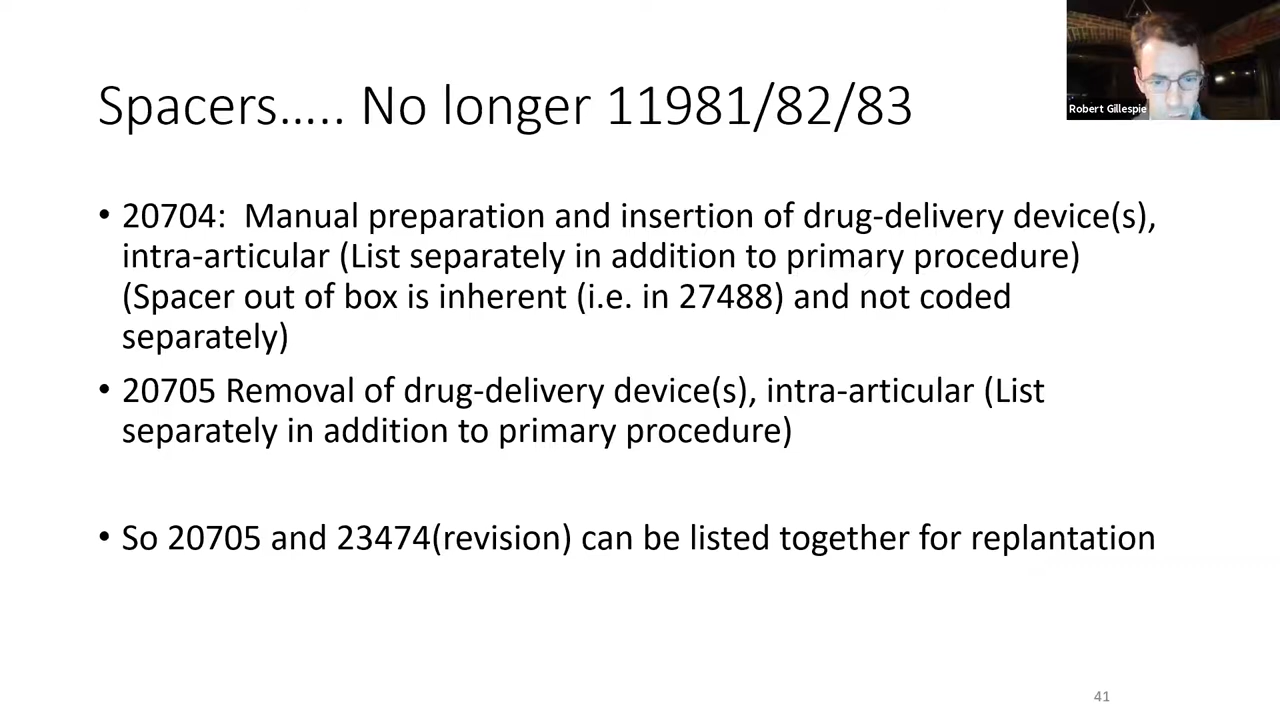 Robert Gillespie
Spacers….. No longer 11981/82/83
• 20704:  Manual preparation and insertion of drug-delivery device(s),
intra-articular (List separately in addition to primary procedure)
(Spacer out of box is inherent (i.e. in 27488) and not coded
separately)
• 20705 Removal of drug-delivery device(s), intra-articular (List
separately in addition to primary procedure)
• So 20705 and 23474(revision) can be listed together for replantation
41